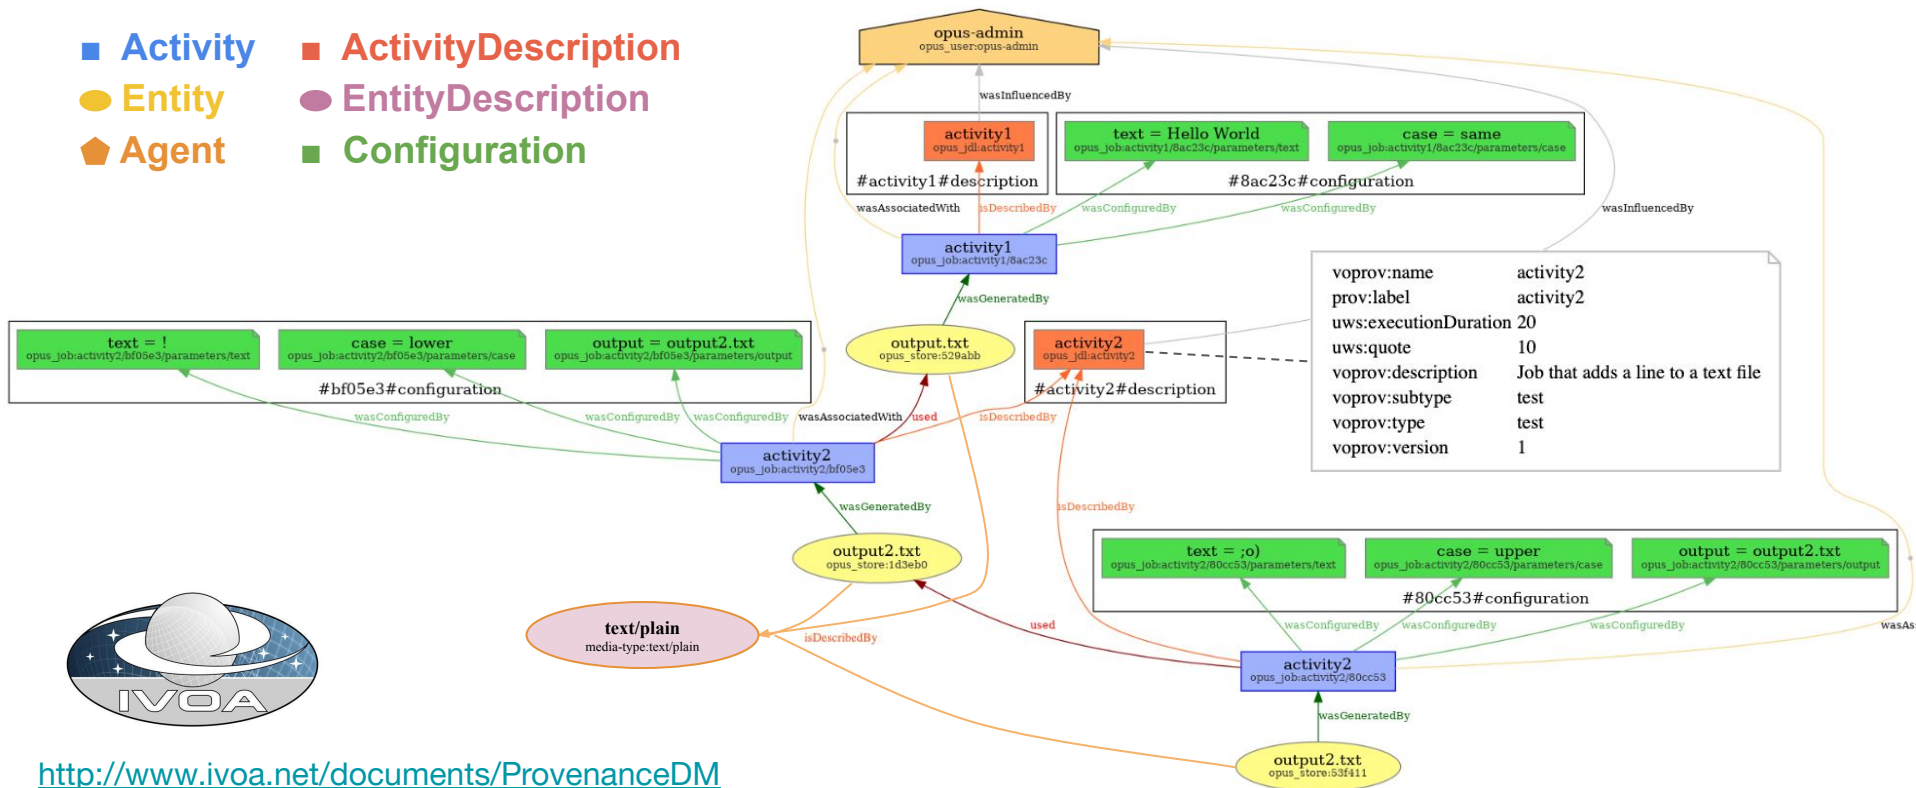 Activity
ActivityDescription
Entity
EntityDescription
Agent
Configuration
opus-admin
opus_user:opus-admin
wasInfluencedBy
activity1
opus_jdl:activity1
#activity1#description
text = Hello World
opus_job:activity1/8ac23c/parameters/text
case = same
opus_job:activity1/8ac23c/parameters/case
#8ac23c#configuration
wasAssociatedWith
isDescribedBy
wasConfiguredBy
wasConfiguredBy
wasInfluencedBy
activity1
opus_job:activity1/8ac23c
wasGeneratedBy
voprov:name activity2
prov:label activity2
uws:executionDuration 20
uws:quote 10
voprov:description Job that adds a line to a text file
voprov:subtype test
voprov:type test
voprov:version 1
text = !
opus_job:activity2/bf05e3/parameters/text
case = lower
opus_job:activity2/bf05e3/parameters/case
output = output2.txt
opus_job:activity2/bf05e3/parameters/output
#bf05e3#configuration
output.txt
opus_store:529abb
activity2
opus_jdl:activity2
#activity2#description
wasConfiguredBy
wasConfiguredBy
wasConfiguredBy
wasAssociatedWith
used
isDescribedBy
activity2
opus_job:activity2/bf05e3
wasGeneratedBy
isDescribedBy
output2.txt
opus_store:1d3eb0
text = ;o)
opus_job:activity2/80cc53/parameters/text
case = upper
opus_job:activity2/80cc53/parameters/case
output = output2.txt
opus_job:activity2/80cc53/parameters/output
#80cc53#configuration
text/plain
media-type:text/plain
isDescribedBy
used
wasConfiguredBy
wasConfiguredBy
wasConfiguredBy
wasAs
activity2
opus_job:activity2/80cc53
wasGeneratedBy
output2.txt
opus_store:53f411
IVOA
http://www.ivoa.net/documents/ProvenanceDM